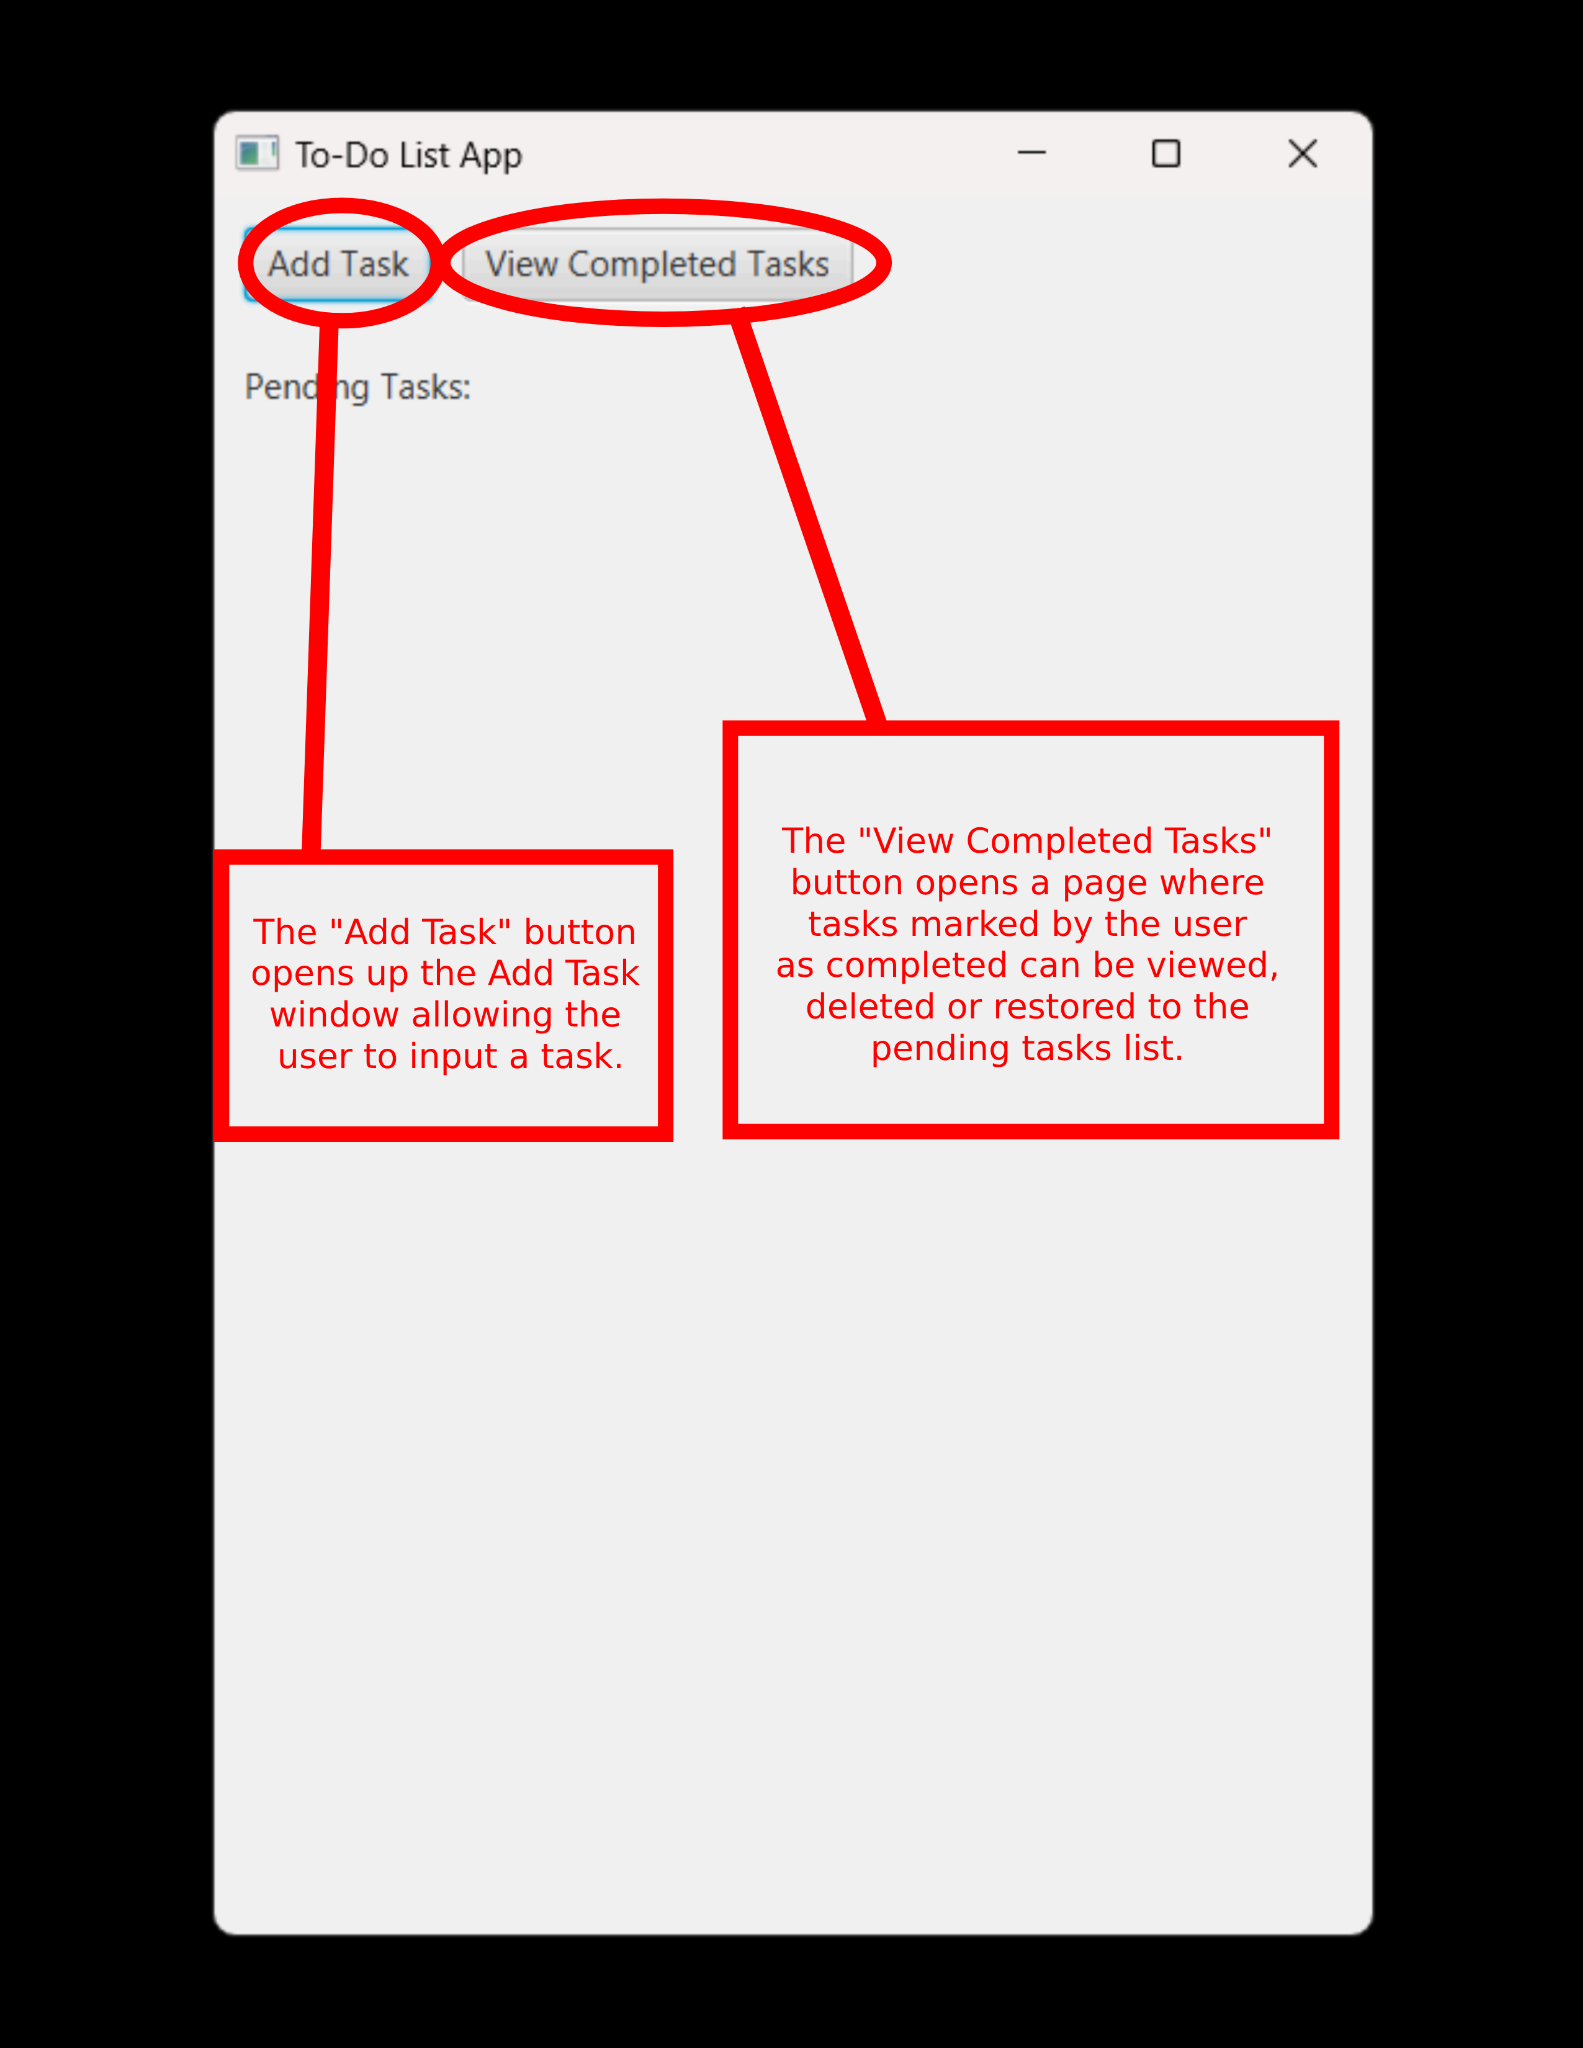 To-Do List App
Add Task
View Completed Tasks
Pending Tasks:
The "Add Task" button
opens up the Add Task
window allowing the
user to input a task.
The "View Completed Tasks"
button opens a page where
tasks marked by the user
as completed can be viewed,
deleted or restored to the
pending tasks list.